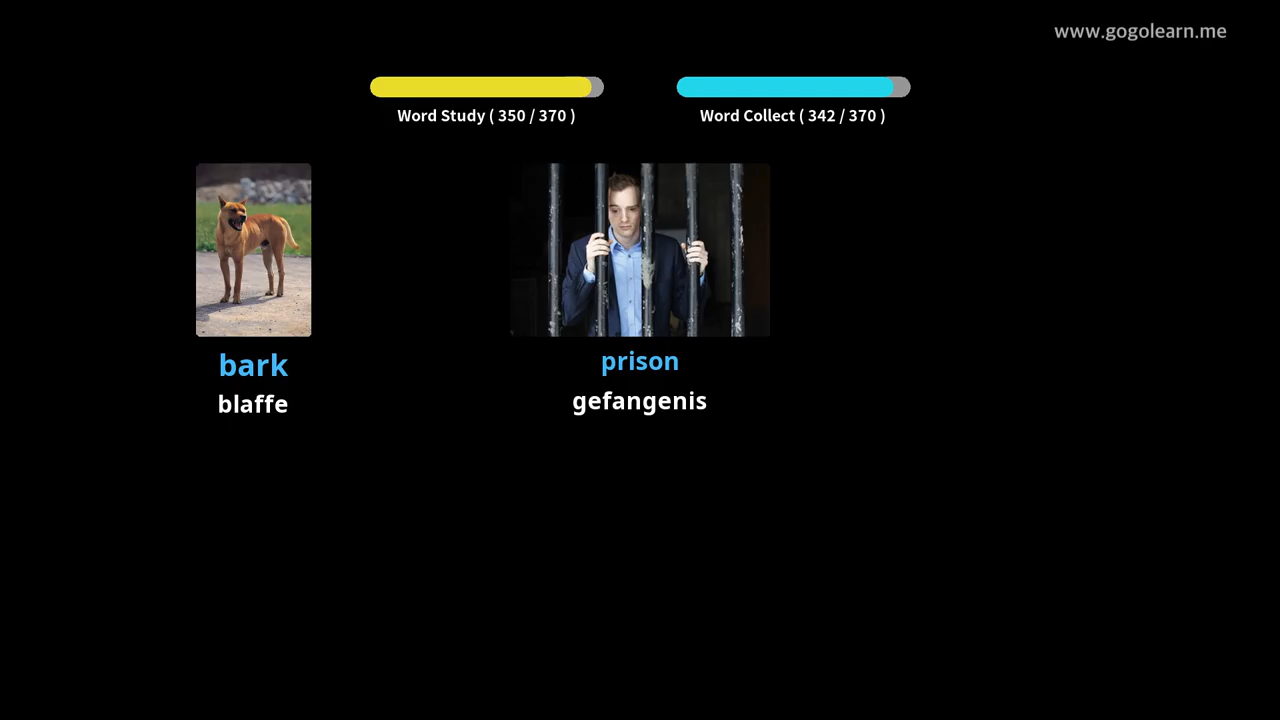 www.gogolearn.me
Word Study ( 350 / 370 )
Word Collect ( 342 / 370 )
bark
blaffe
prison
gefangenis